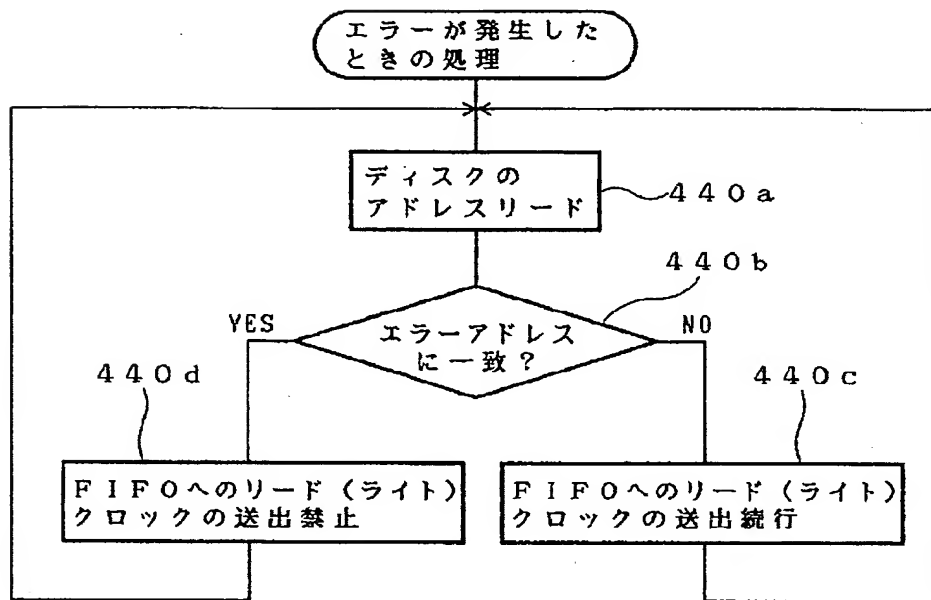 エラーが発生した
ときの処理
ディスクの
アドレスリード
440a
440b
YES
エラーアドレス
に一致?
NO
440d
440c
FIFOへのリード(ライト)
クロックの送出禁止
FIFOへのリード(ライト)
クロックの送出続行